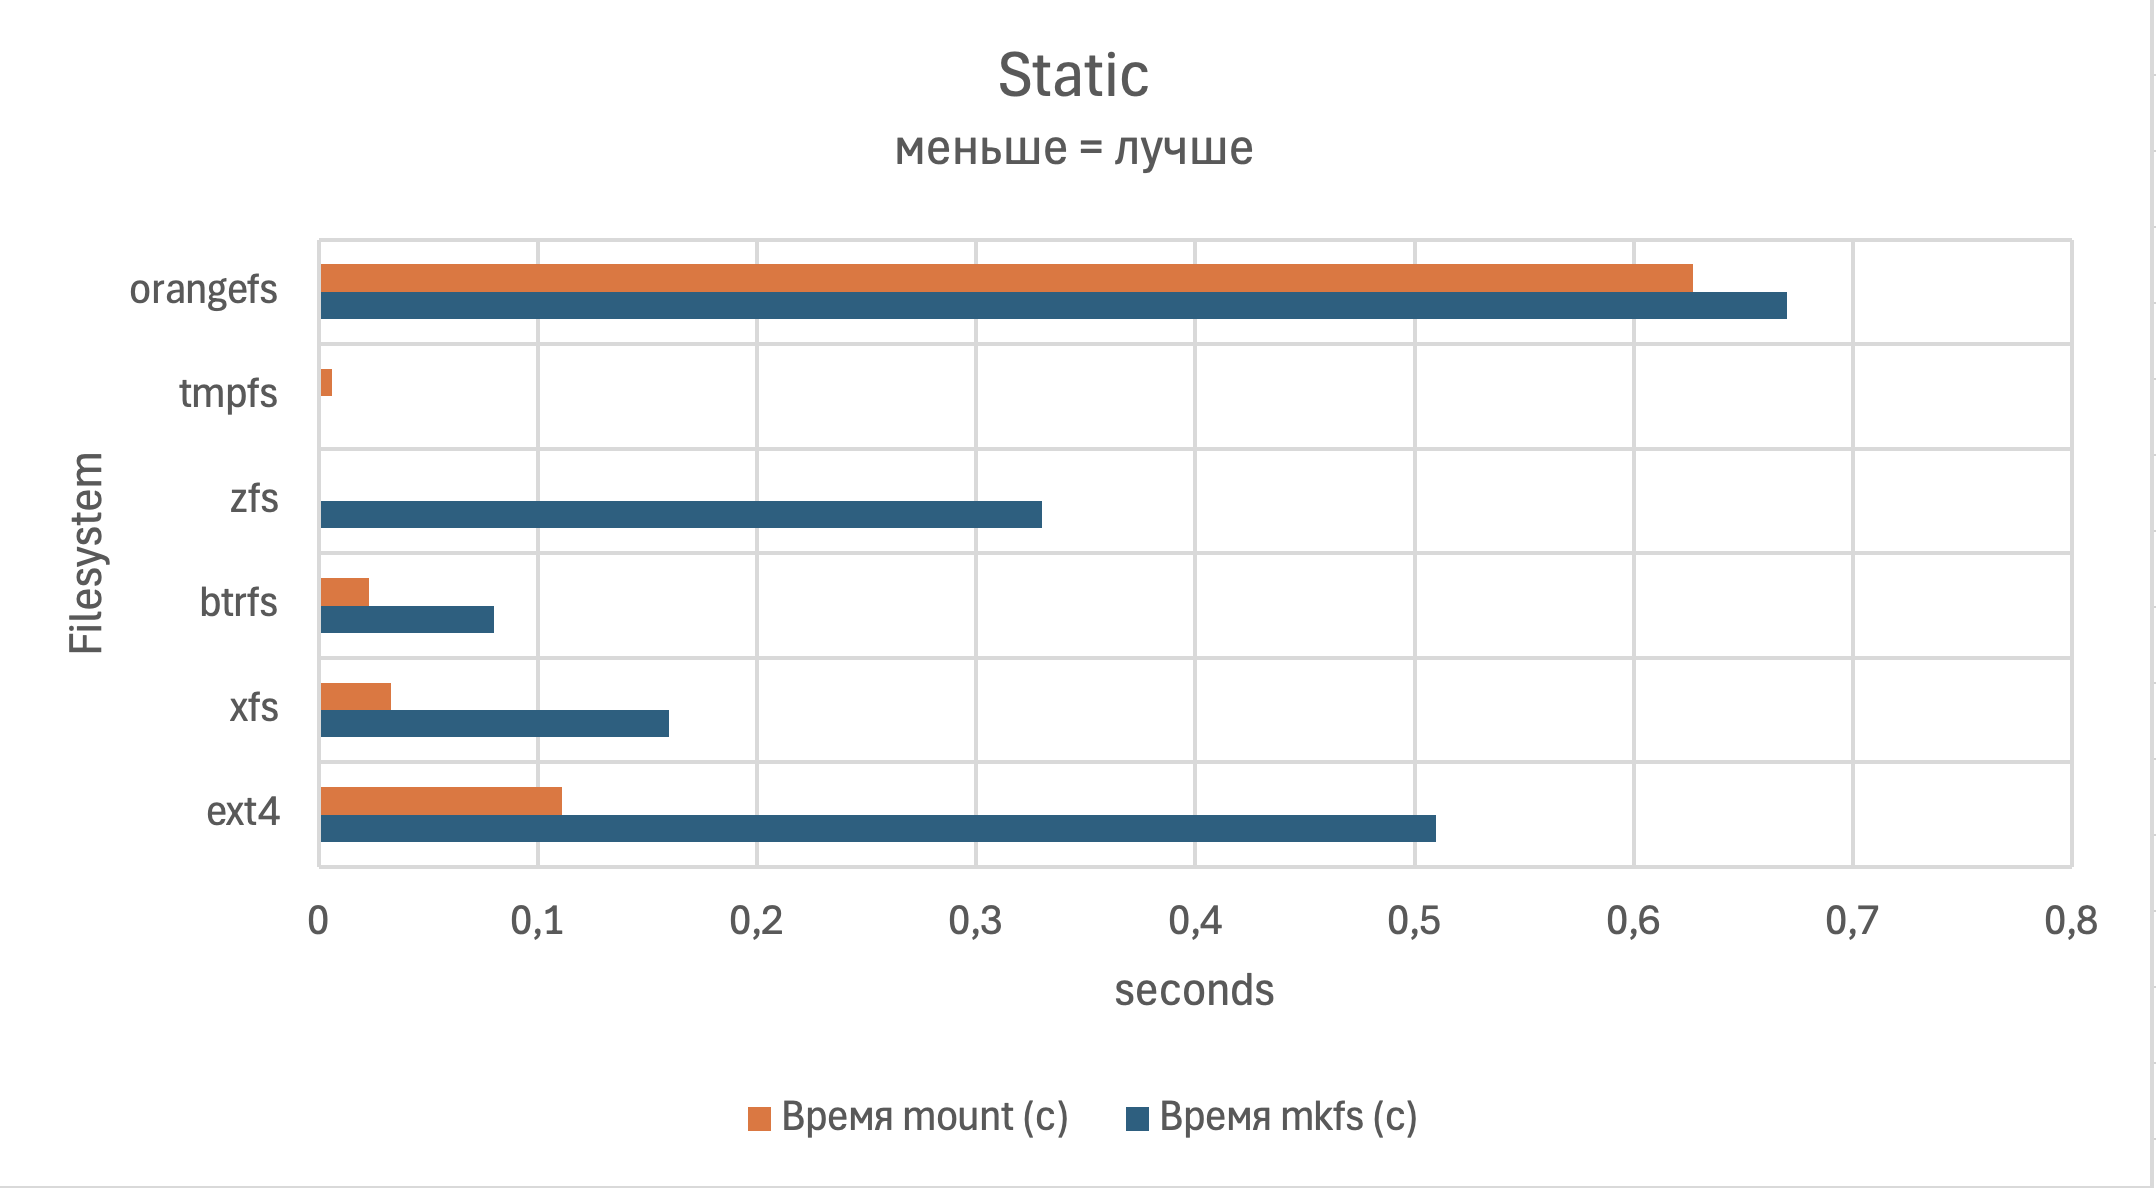 Static
меньше = лучше
Filesystem
orangefs
tmpfs
zfs
btrfs
xfs
ext4
0 0,1 0,2 0,3 0,4 0,5 0,6 0,7 0,8
seconds
Время mount (с) Время mkfs (с)